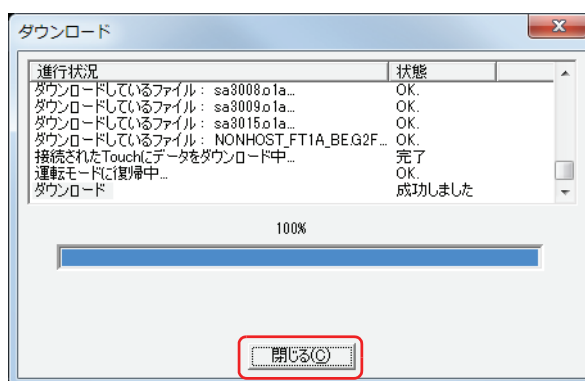 ダウンロード
進行状況 状態
ダウンロードしているファイル： sa3008.o1a... OK.
ダウンロードしているファイル： sa3009.o1a... OK.
ダウンロードしているファイル： sa3015.o1a... OK.
ダウンロードしているファイル： NONHOST_FT1A_BE.G2F... OK.
接続されたTouchにデータをダウンロード中... 完了
運転モードに復帰中... OK.
ダウンロード 成功しました
100%
閉じる(C)